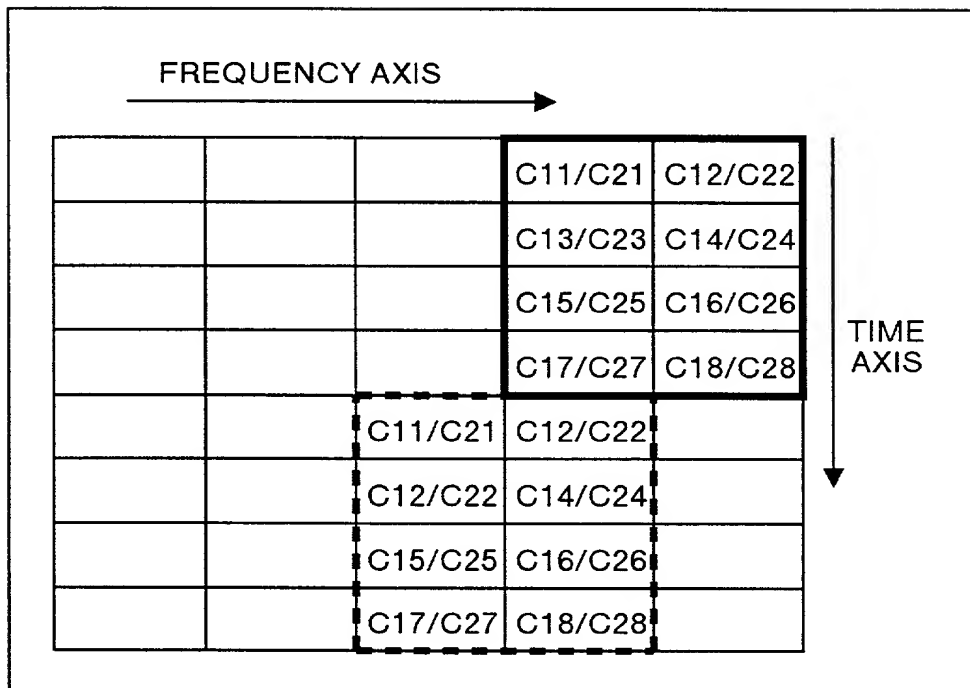 FREQUENCY AXIS
C11/C21 C12/C22
C13/C23 C14/C24
C15/C25 C16/C26
C17/C27 C18/C28
TIME
AXIS
C11/C21 C12/C22
C12/C22 C14/C24
C15/C25 C16/C26
C17/C27 C18/C28